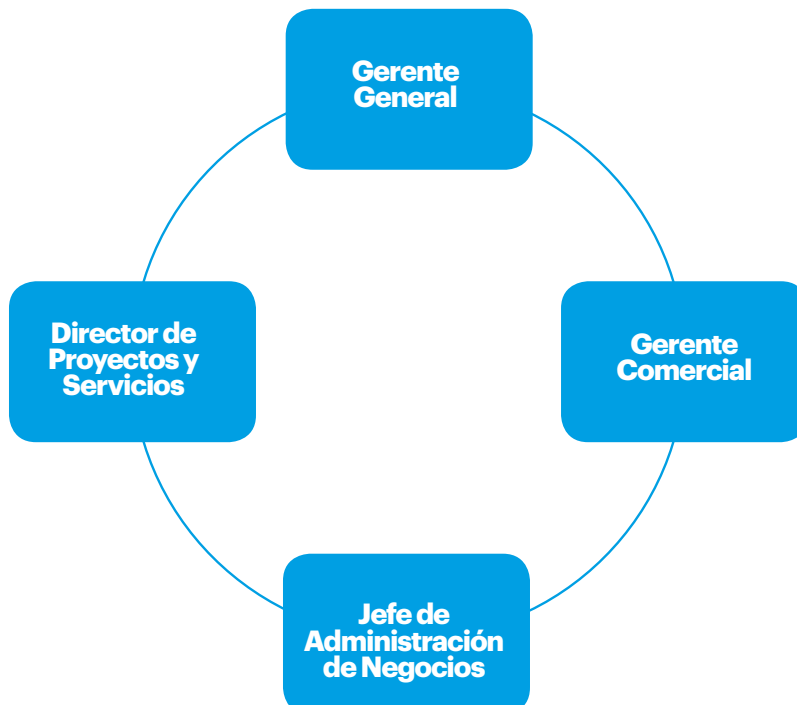 Gerente
General
Director de
Proyectos y
Servicios
Gerente
Comercial
Jefe de
Administración
de Negocios